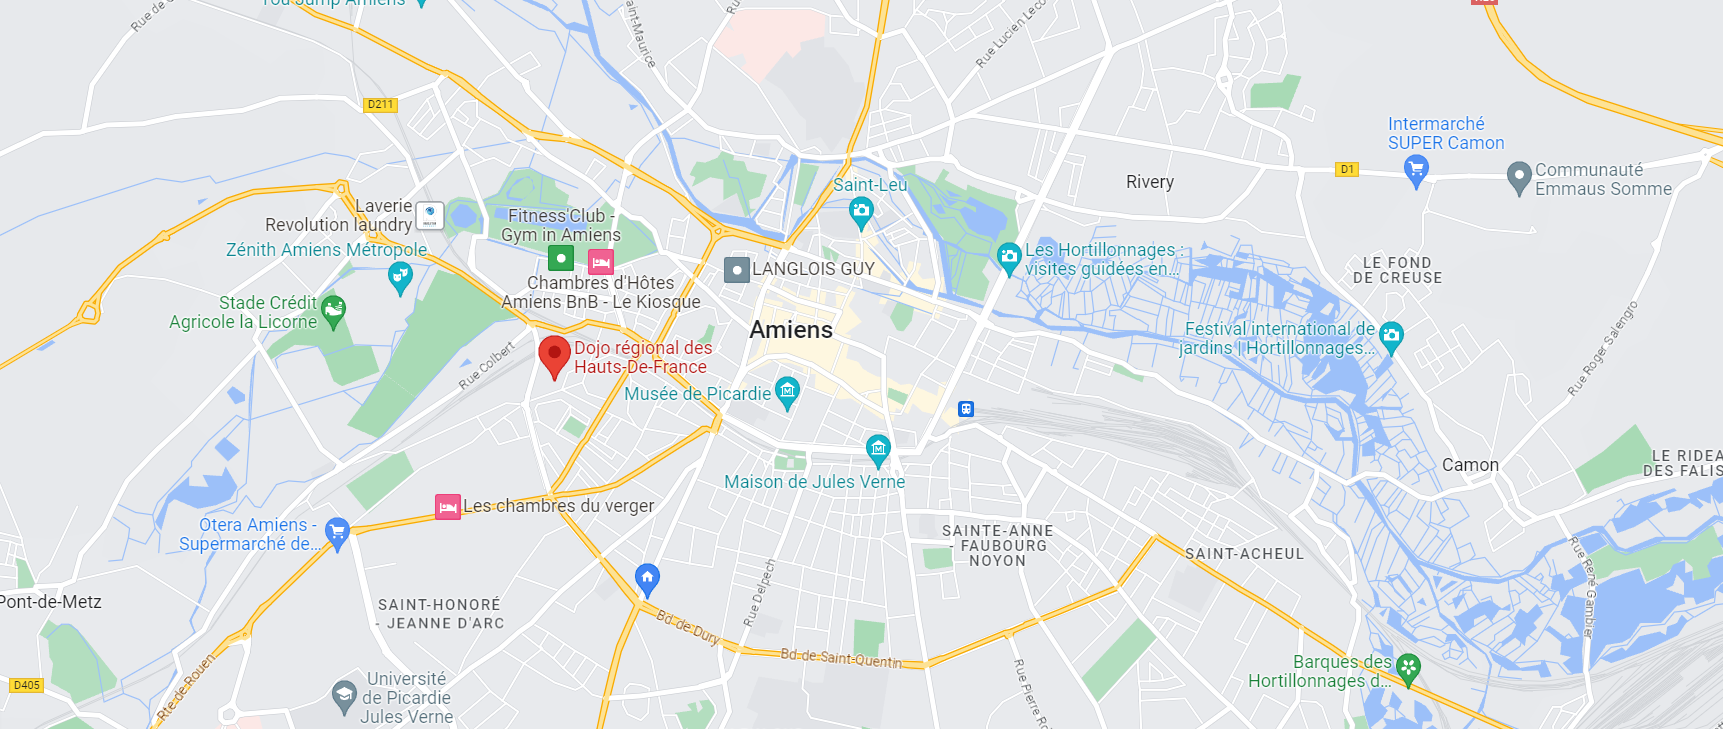 You Jump Amiens
Rue Lucien Leco
D211
Intermarché
SUPER Camon
D1
Communauté
Emmaus Somme
Rivery
Saint-Leu
Laverie
Revolution laundry
Fitness Club -
Gym in Amiens
Zénith Amiens Métropole
LANGLOIS GUY
Les Hortillonnages :
visites guidées en...
LE FOND
DE CREUSE
Chambres d'Hôtes
Amiens BnB - Le Kiosque
Stade Crédit
Agricole la Licorne
Amiens
Festival international de
jardins | Hortillonnages...
Rue Roger Salengro
Rue Colbert
Dojo régional des
Hauts-De-France
Musée de Picardie
Maison de Jules Verne
Camon
LE RIDEA
DES FALIS
Les chambres du verger
Otera Amiens -
Supermarché de...
SAINTE-ANNE
- FAUBOURG
NOYON
SAINT-ACHEUL
Rue Delpech
Rue René Gambier
Pont-de-Metz
SAINT-HONORÉ
- JEANNE D'ARC
Bd de Dury
Bd de Saint-Quentin
Barques des
Hortillonnages d...
D405
Rte de Rouen
Université
de Picardie
Jules Verne
Rue Pierre Ro